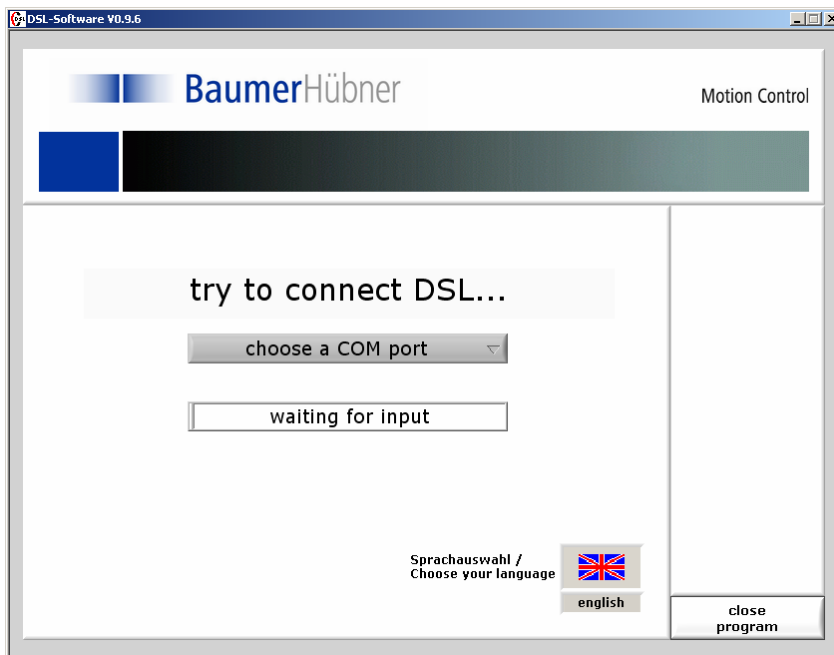 DSL-Software V0.9.6
BaumerHübner
Motion Control
try to connect DSL...
choose a COM port
waiting for input
Sprachauswahl /
Choose your language
english
close
program